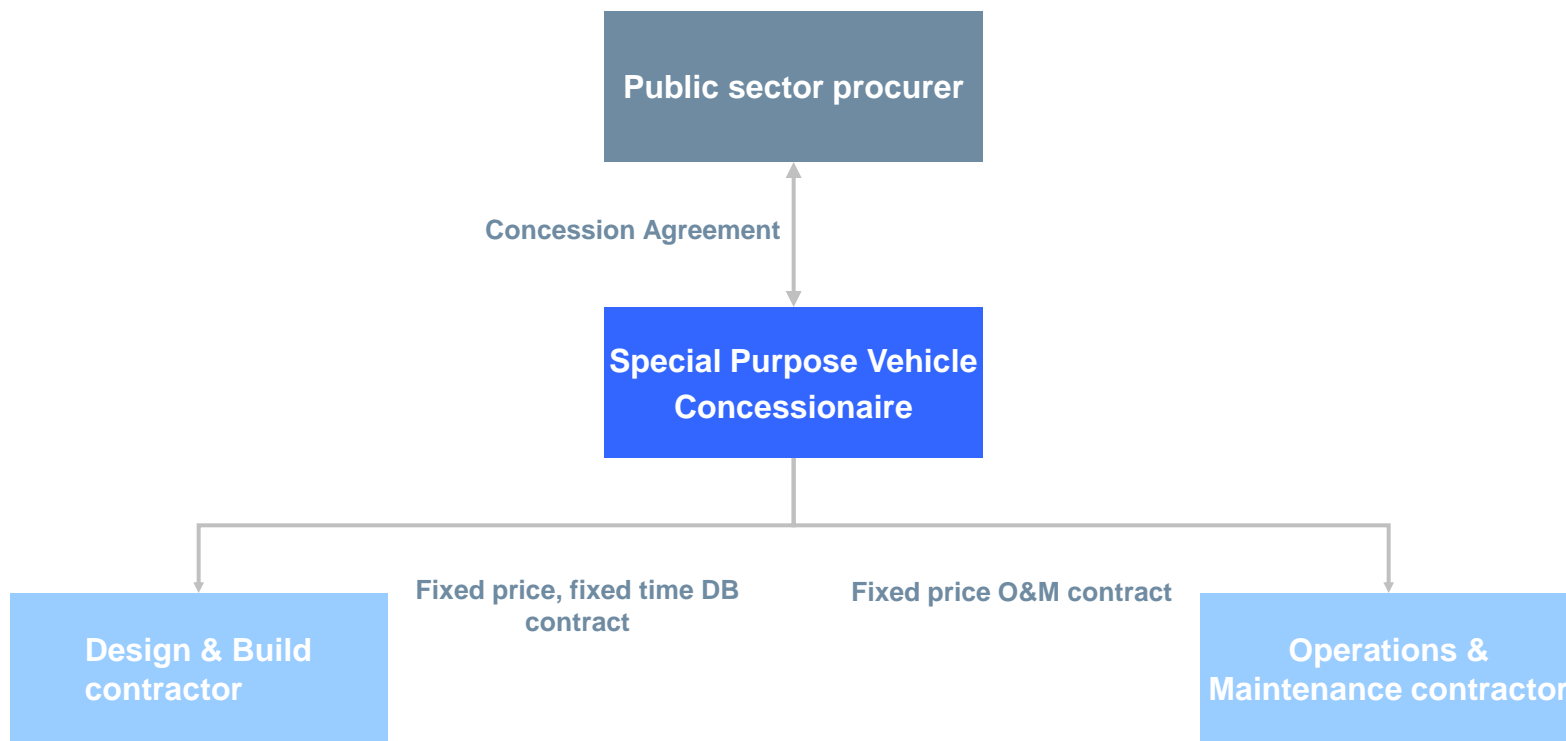 Public sector procurer
Concession Agreement
Special Purpose Vehicle
Concessionaire
Fixed price, fixed time DB
contract
Fixed price O&M contract
Design & Build
contractor
Operations &
Maintenance contractor